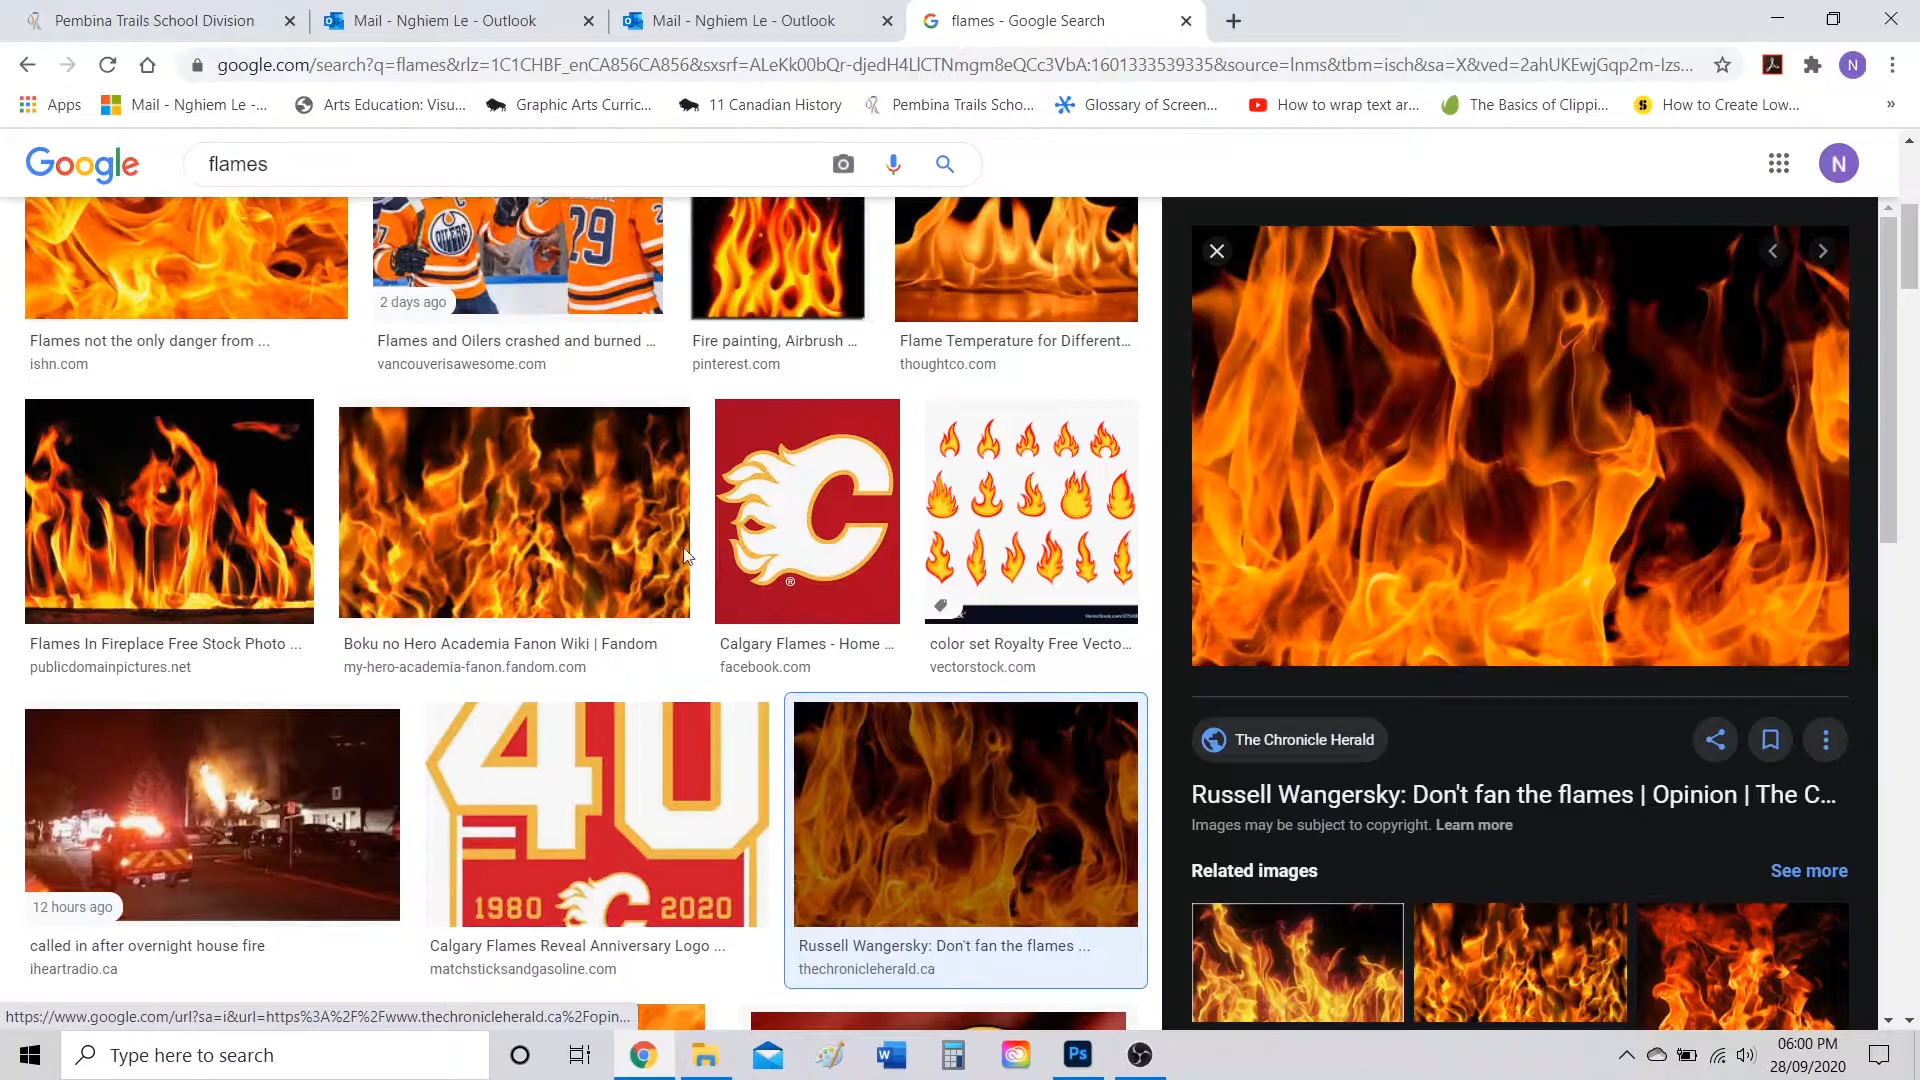 Pembina Trails School Division
Mail - Nghiem Le - Outlook
Mail - Nghiem Le - Outlook
flames - Google Search
google.com/search?q=flames&rlz=1C1CHBF_enCA856CA856&sxsrf=ALeKk00bQr-djedH4LlCTNmgm8eQCc3VbA:1601333539335&source=lnms&tbm=isch&sa=X&ved=2ahUKEwjGqp2m-Izs...
N
Apps
Mail - Nghiem Le -...
Arts Education: Visu...
Graphic Arts Curric...
11 Canadian History
Pembina Trails Scho...
Glossary of Screen...
How to wrap text ar...
The Basics of Clippi...
How to Create Low...
»
Google
flames
N
OILERS
29
2 days ago
Flames not the only danger from ...
ishn.com
Flames and Oilers crashed and burned ...
vancouverisawesome.com
Fire painting, Airbrush ...
pinterest.com
Flame Temperature for Different...
thoughtco.com
C
®
Flames In Fireplace Free Stock Photo ...
publicdomainpictures.net
Boku no Hero Academia Fanon Wiki | Fandom
my-hero-academia-fanon.fandom.com
Calgary Flames - Home ...
facebook.com
color set Royalty Free Vecto...
vectorstock.com
12 hours ago
40
1980 C 2020
called in after overnight house fire
iheartradio.ca
Calgary Flames Reveal Anniversary Logo ...
matchsticksandgasoline.com
Russell Wangersky: Don't fan the flames ...
thechronicleherald.ca
The Chronicle Herald
Russell Wangersky: Don't fan the flames | Opinion | The C...
Images may be subject to copyright. Learn more
Related images
See more
https://www.google.com/url?sa=i&url=https%3A%2F%2Fwww.thechronicleherald.ca%2Fopin...
Type here to search
W
Ps
06:00 PM
28/09/2020